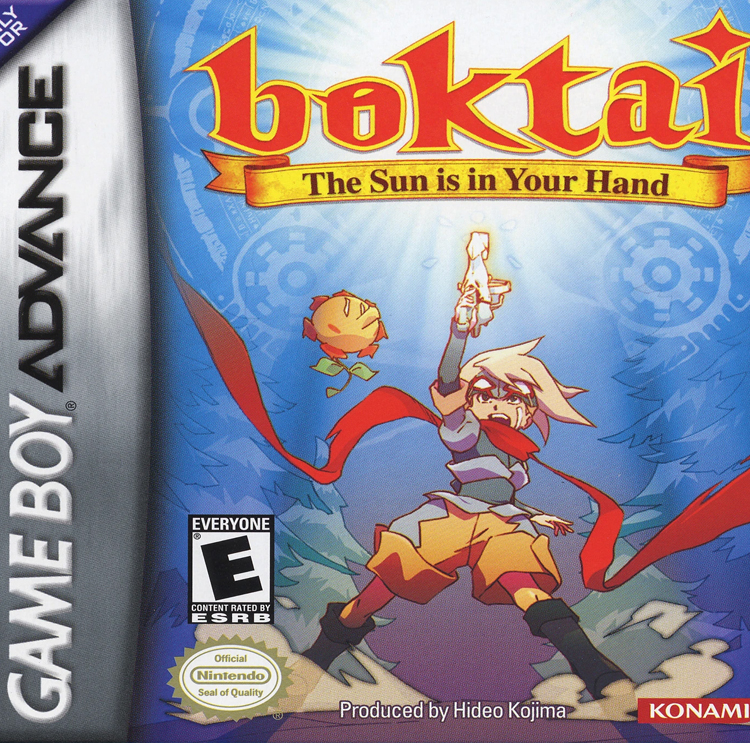 boktai
The Sun is in Your Hand
GAME BOY ADVANCE
®
EVERYONE
®
E
CONTENT RATED BY
ESRB
Official
Nintendo
Seal of Quality
®
Produced by Hideo Kojima
KONAMI